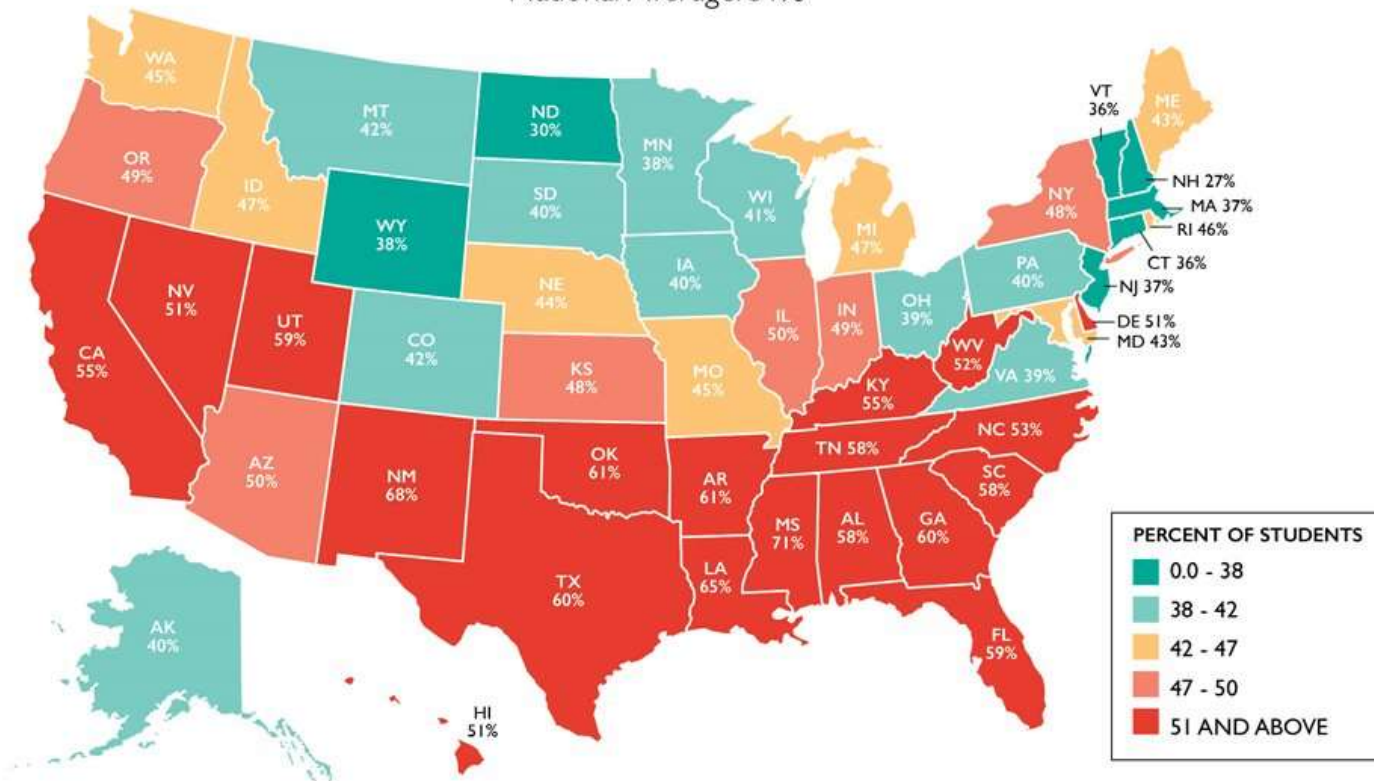 WA
45%
MT
42%
ND
30%
MN
38%
VT
36%
ME
43%
OR
49%
ID
47%
SD
40%
WI
41%
NY
48%
NH 27%
MA 37%
RI 46%
CT 36%
WY
38%
MI
47%
IA
40%
PA
40%
NJ 37%
NE
44%
OH
39%
NV
51%
UT
59%
IL
50%
IN
49%
DE 51%
MD 43%
CO
42%
WV
52%
CA
55%
KS
48%
MO
45%
KY
55%
VA 39%
NC 53%
TN 58%
AZ
50%
NM
68%
OK
61%
AR
61%
SC
58%
MS
71%
AL
58%
GA
60%
TX
60%
LA
65%
FL
59%
AK
40%
HI
51%
PERCENT OF STUDENTS
0.0 - 38
38 - 42
42 - 47
47 - 50
51 AND ABOVE